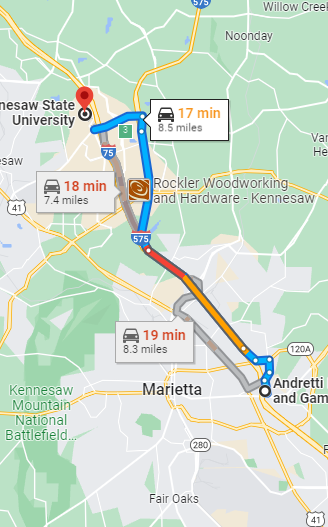 Willow Creek
575
Noonday
nesaw State
University
3
17 min
8.5 miles
75
nesaw
Rockler Woodworking
and Hardware - Kennesaw
18 min
7.4 miles
41
575
19 min
8.3 miles
120A
Kennesaw
Mountain
National
Battlefield...
Marietta
Andretti
and Gam
280
Fair Oaks
41